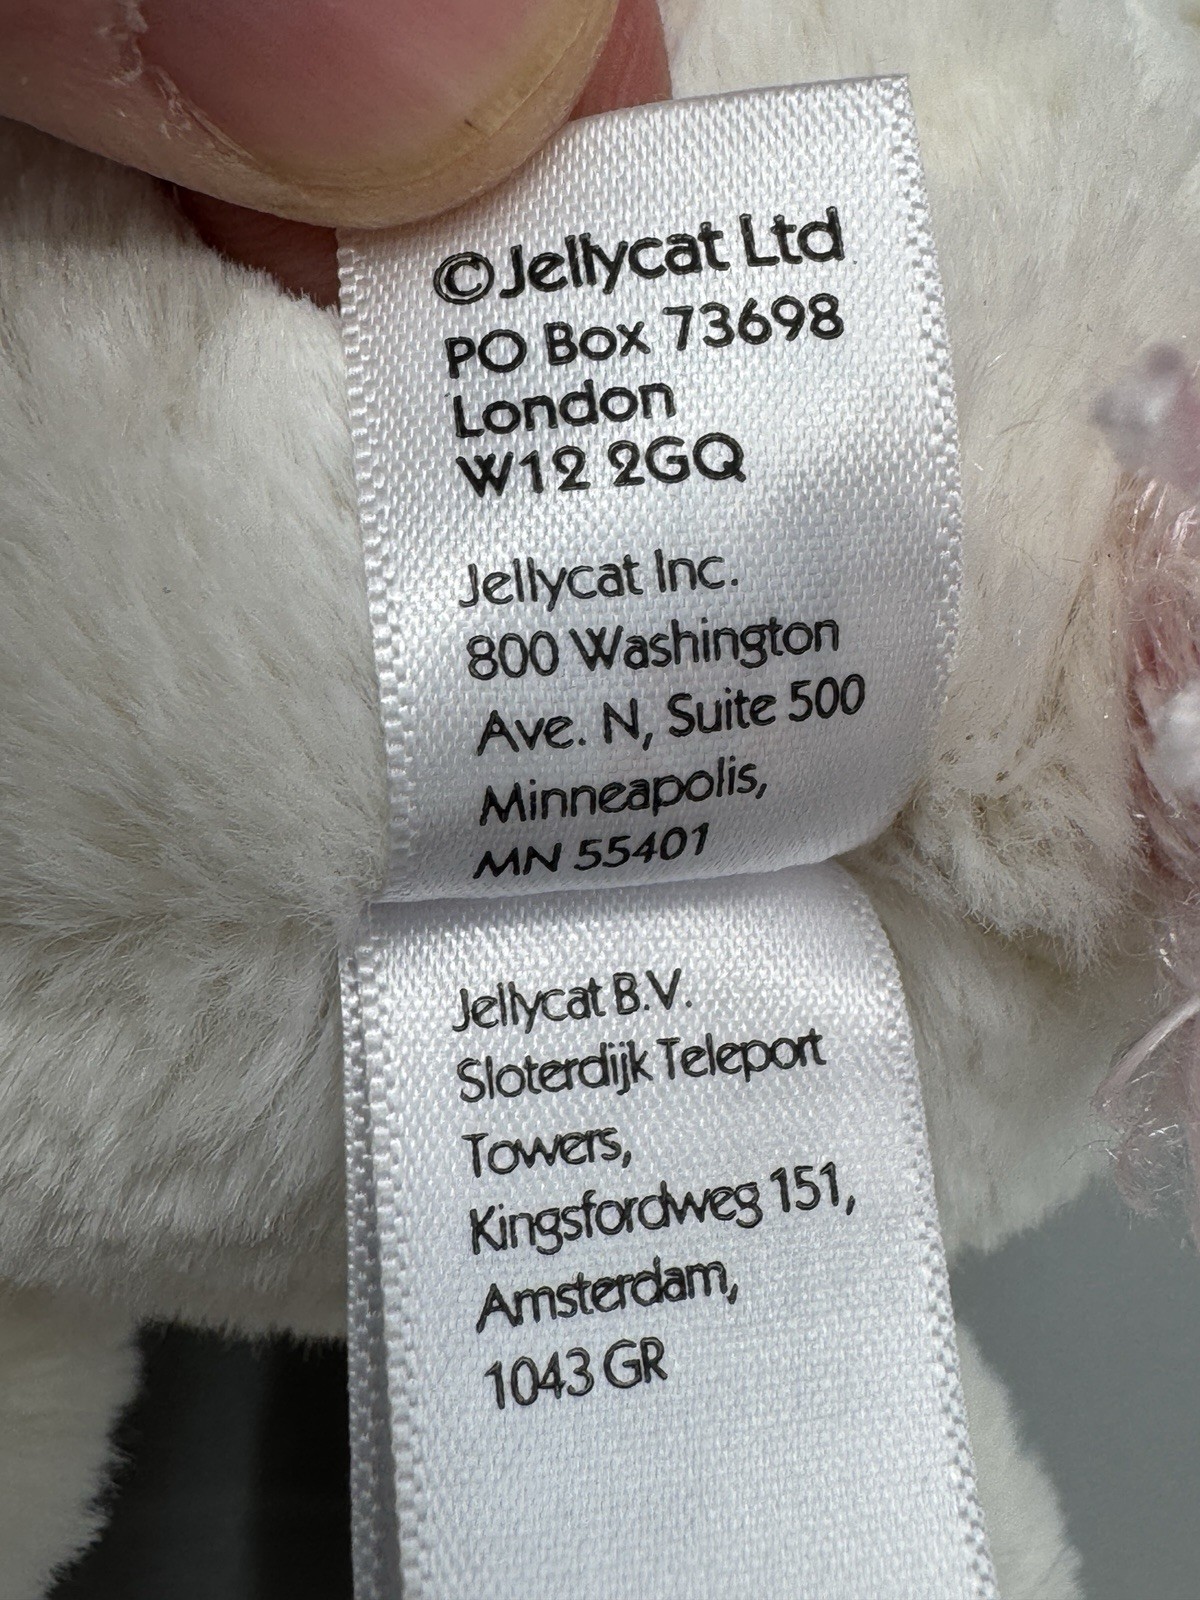 ©Jellycat Ltd
PO Box 73698
London
W12 2GQ
Jellycat Inc.
800 Washington
Ave. N, Suite 500
Minneapolis,
MN 55401
Jellycat B.V.
Sloterdijk Teleport
Towers,
Kingsfordweg 151,
Amsterdam,
1043 GR